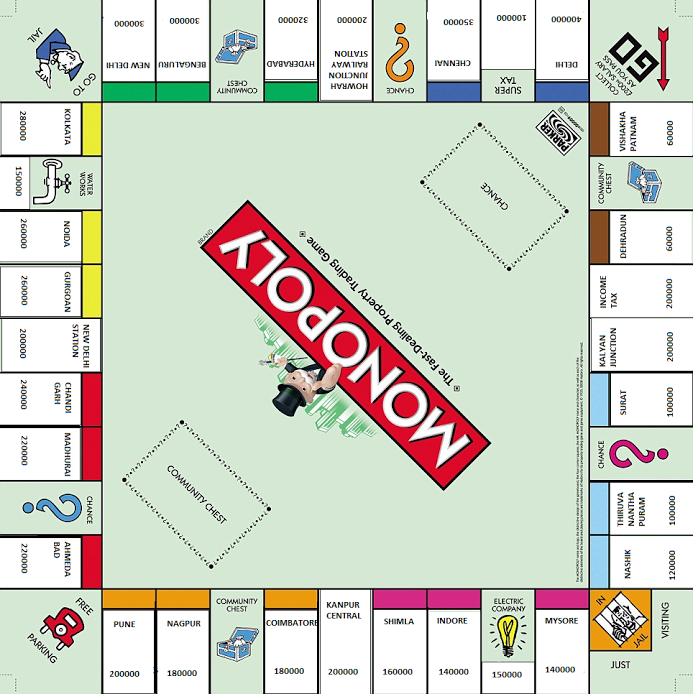 GO TO
JAIL
NEW DELHI
300000
BENGALURU
300000
COMMUNITY
CHEST
HYDERABAD
320000
HOWRAH
JUNCTION
RAILWAY
STATION
200000
CHANCE
CHENNAI
350000
SUPER
TAX
100000
DELHI
400000
COLLECT
AS YOU PASS
GO
VISHAKHA
PATNAM
60000
COMMUNITY
CHEST
DEHRADUN
60000
INCOME
TAX
200000
KALYAN
JUNCTION
200000
SURAT
100000
CHANCE
THIRUVA
NANTHA
PURAM
100000
NASHIK
120000
IN
JAIL
JUST
VISITING
MYSORE
140000
ELECTRIC
COMPANY
150000
INDORE
140000
SHIMLA
160000
KANPUR
CENTRAL
200000
COIMBATORE
180000
COMMUNITY
CHEST
NAGPUR
180000
PUNE
200000
FREE
PARKING
AHMEDA
BAD
220000
CHANCE
MADHURAI
220000
CHANDI
GARH
240000
NEW DELHI
STATION
200000
GURGOAN
260000
NOIDA
260000
WATER
WORKS
150000
KOLKATA
280000
PARKER
CHANCE
BRAND
MONOPOLY
The Fast-Dealing Property Trading Game
COMMUNITY CHEST